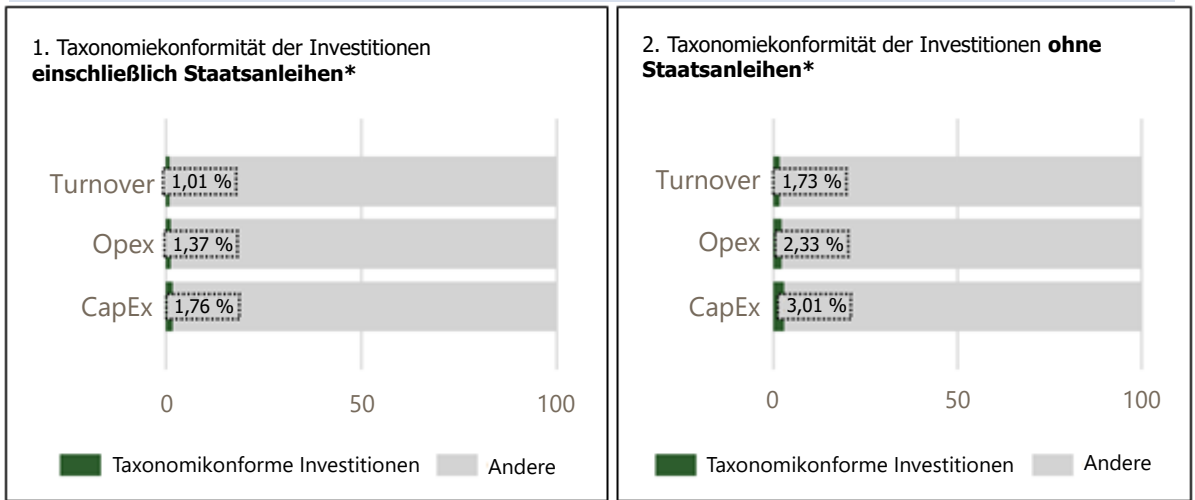 1. Taxonomiekonformität der Investitionen
einschließlich Staatsanleihen*
Turnover
1,01 %
Opex
1,37 %
CapEx
1,76 %
0
50
100
Taxonomikonforme Investitionen
Andere
2. Taxonomiekonformität der Investitionen ohne
Staatsanleihen*
Turnover
1,73 %
Opex
2,33 %
CapEx
3,01 %
0
50
100
Taxonomikonforme Investitionen
Andere